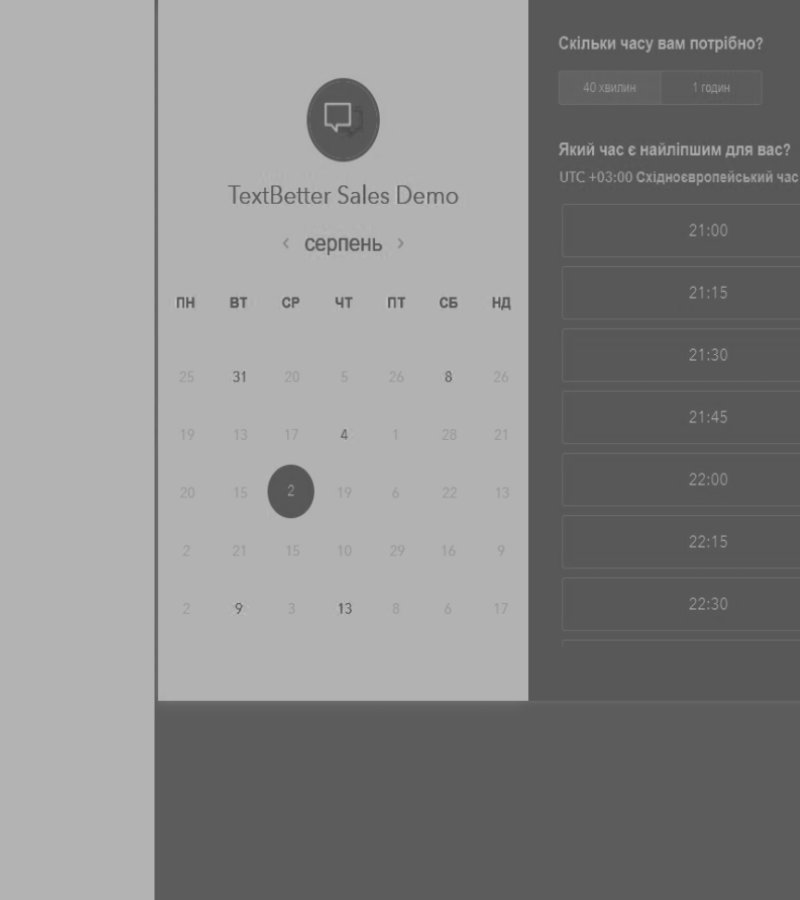 TextBetter Sales Demo
серпень
ПН ВТ СР ЧТ ПТ СБ НД
25 31 20 5 26 8 26
19 13 17 4 1 28 21
20 15 2 19 6 22 13
2 21 15 10 29 16 9
2 9 3 13 8 6 17
Скільки часу вам потрібно?
40 хвилин 1 годин
Який час є найліпшим для вас?
UTC +03:00 Східноєвропейський час
21:00
21:15
21:30
21:45
22:00
22:15
22:30